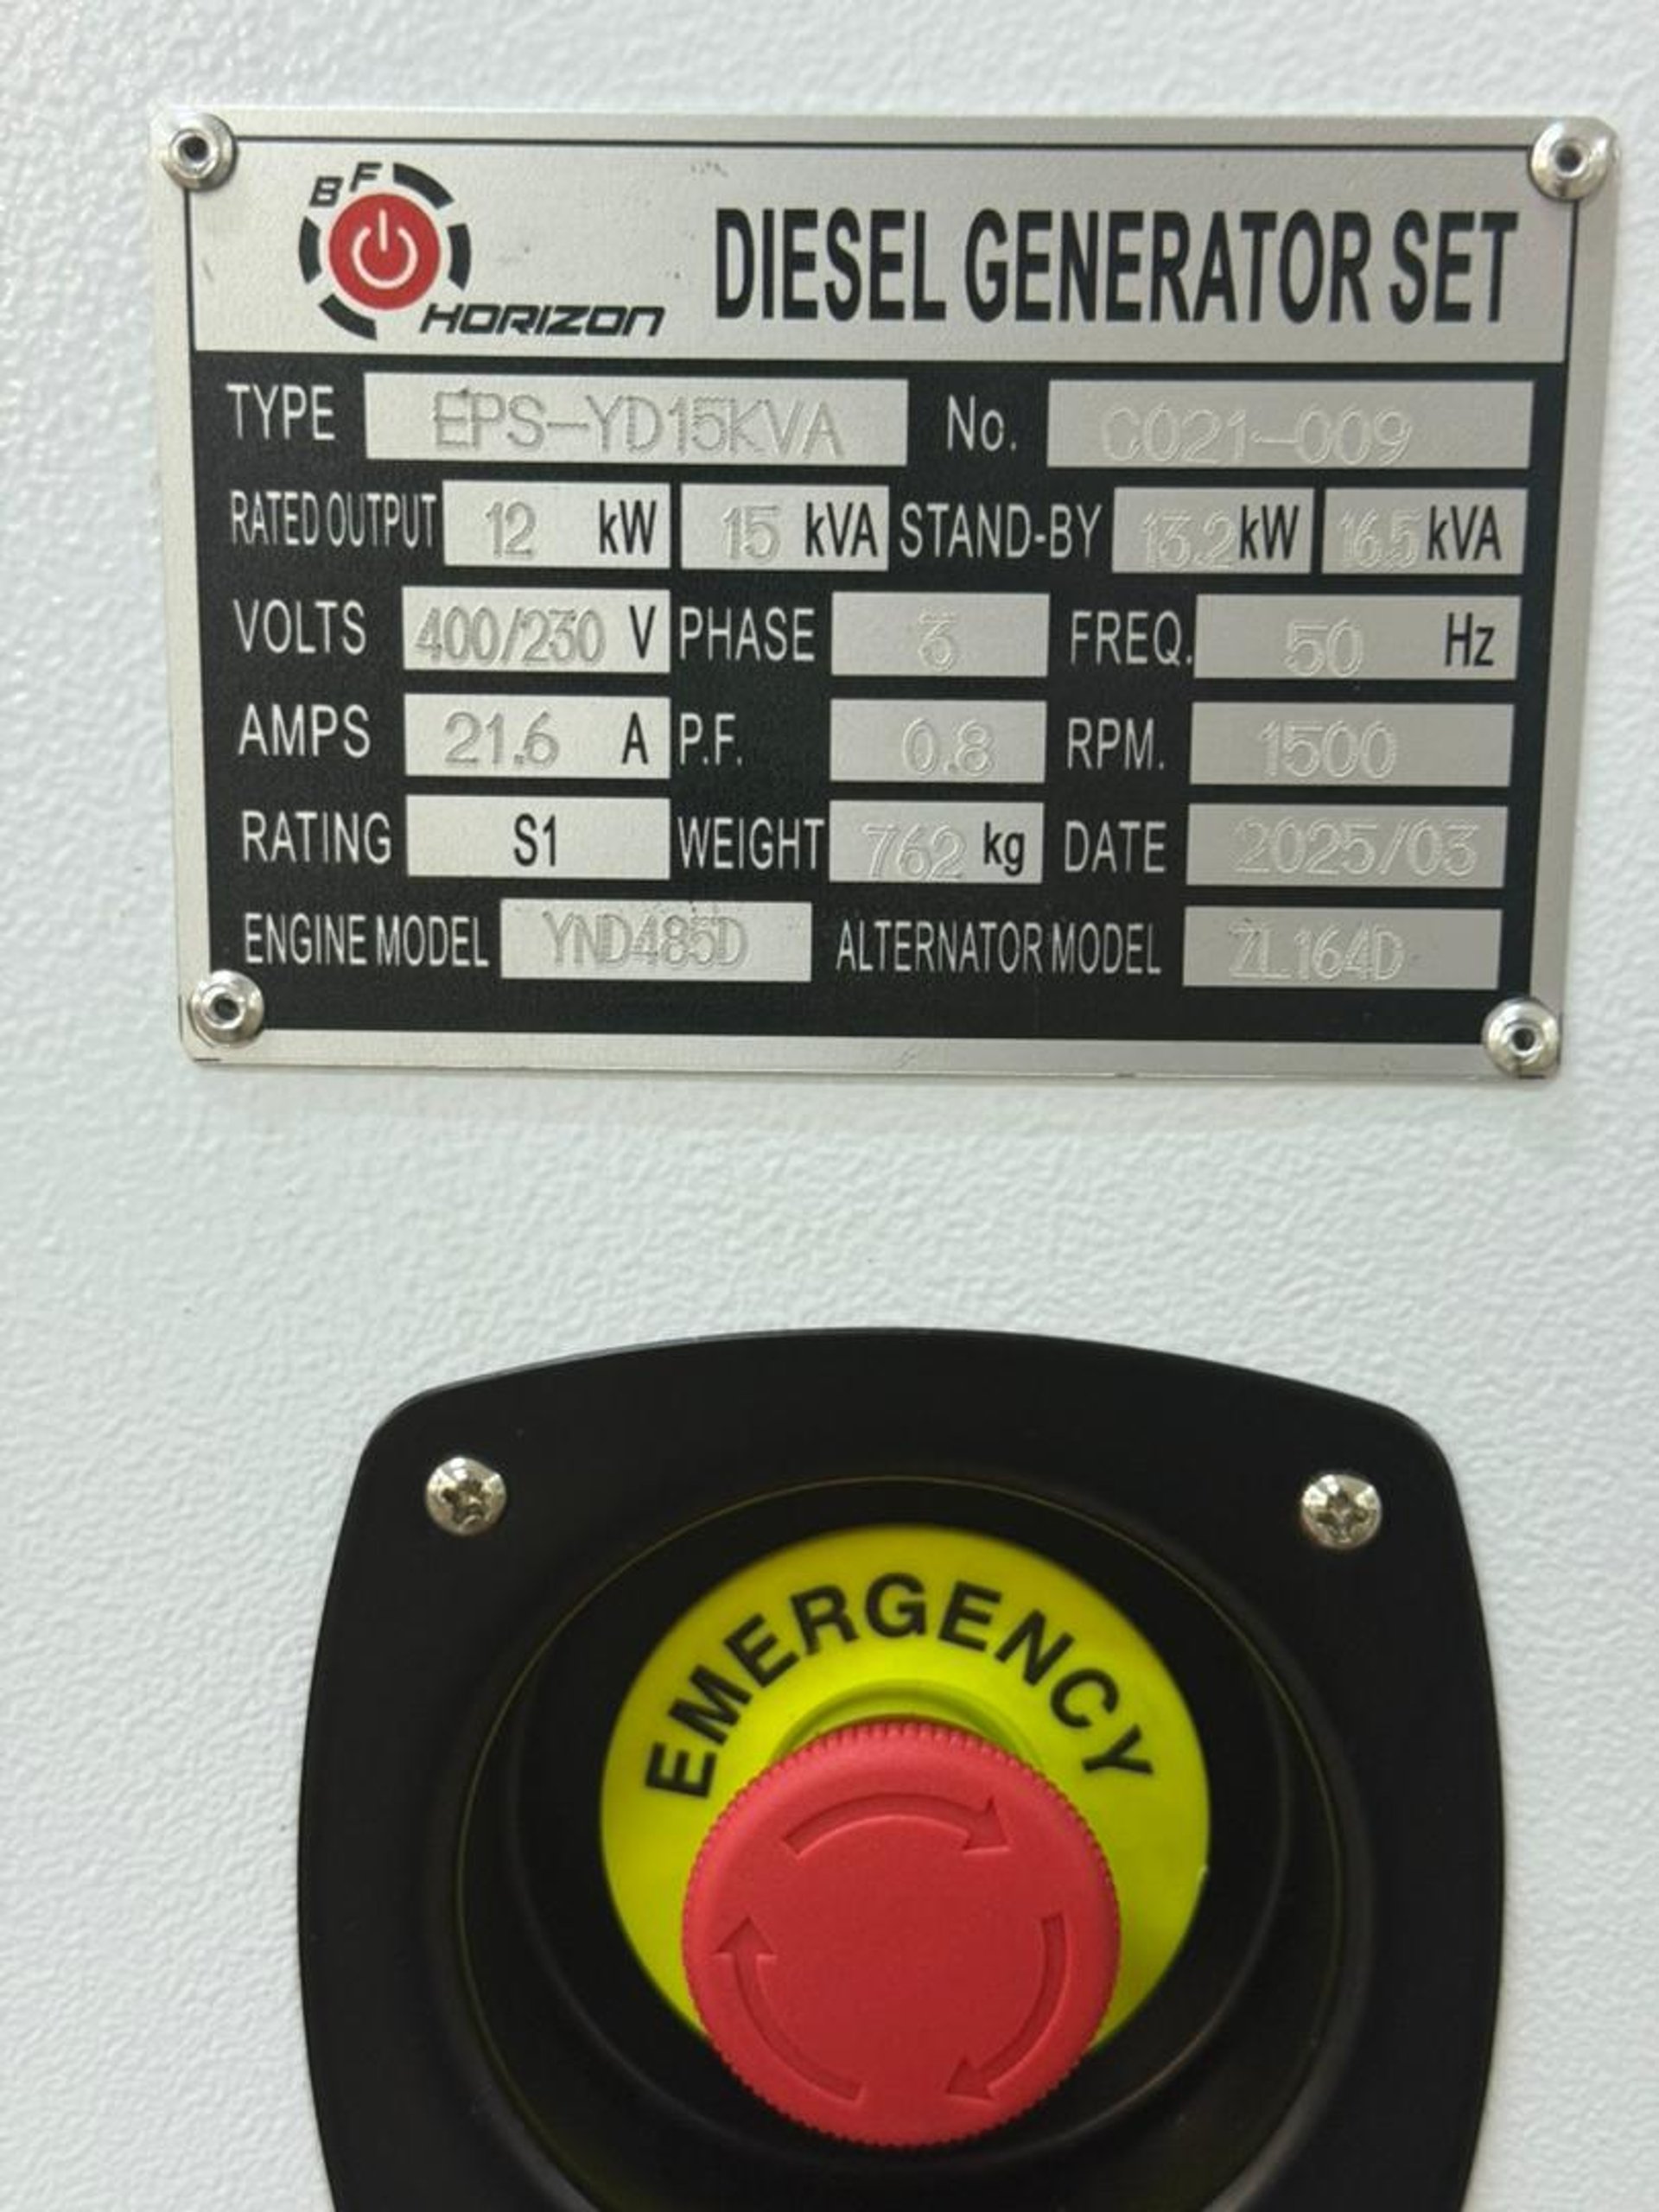 BF
HORIZON
DIESEL GENERATOR SET
TYPE EPS-YD15KVA No. C021-009
RATED OUTPUT 12 kW 15 kVA STAND-BY 13.2 kW 16.5 kVA
VOLTS 400/230 V PHASE 3 FREQ. 50 Hz
AMPS 21.6 A P.F. 0.8 RPM. 1500
RATING S1 WEIGHT 762 kg DATE 2025/03
ENGINE MODEL YND485D ALTERNATOR MODEL ZL164D
EMERGENCY